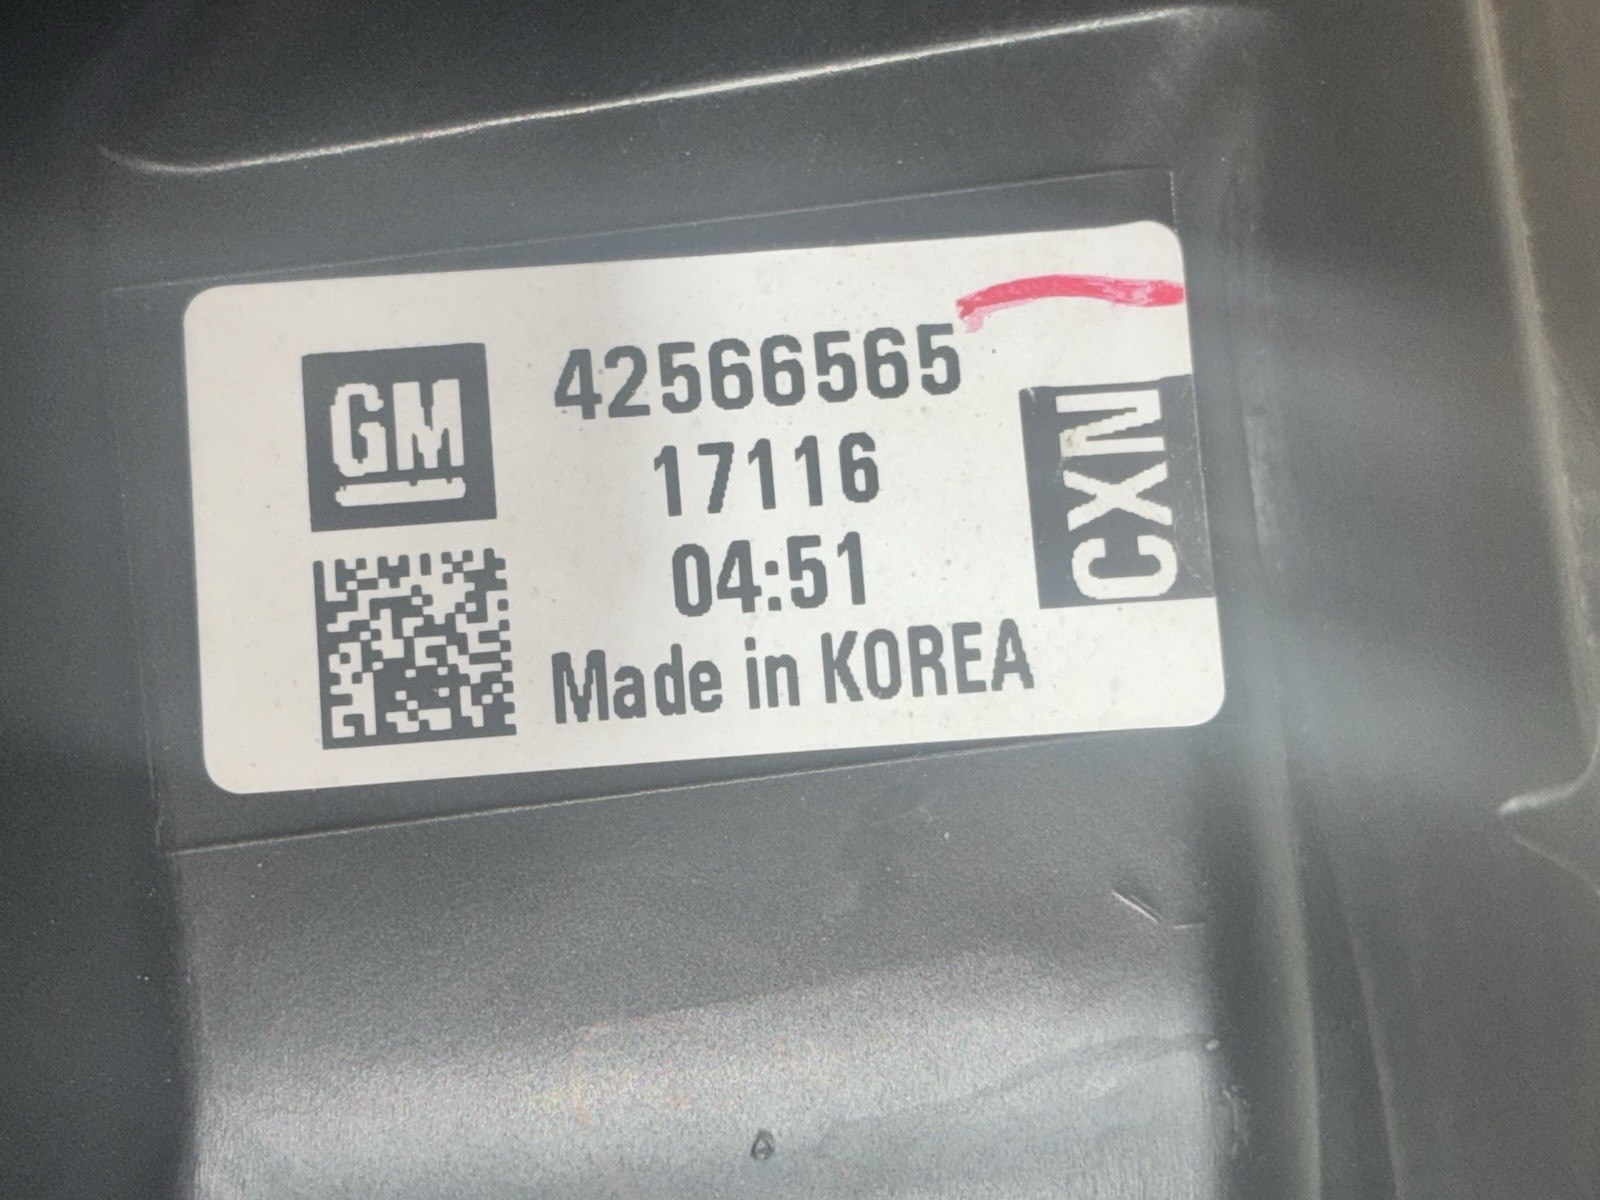 GM
42566565
17116
04:51
Made in KOREA
CXN
A